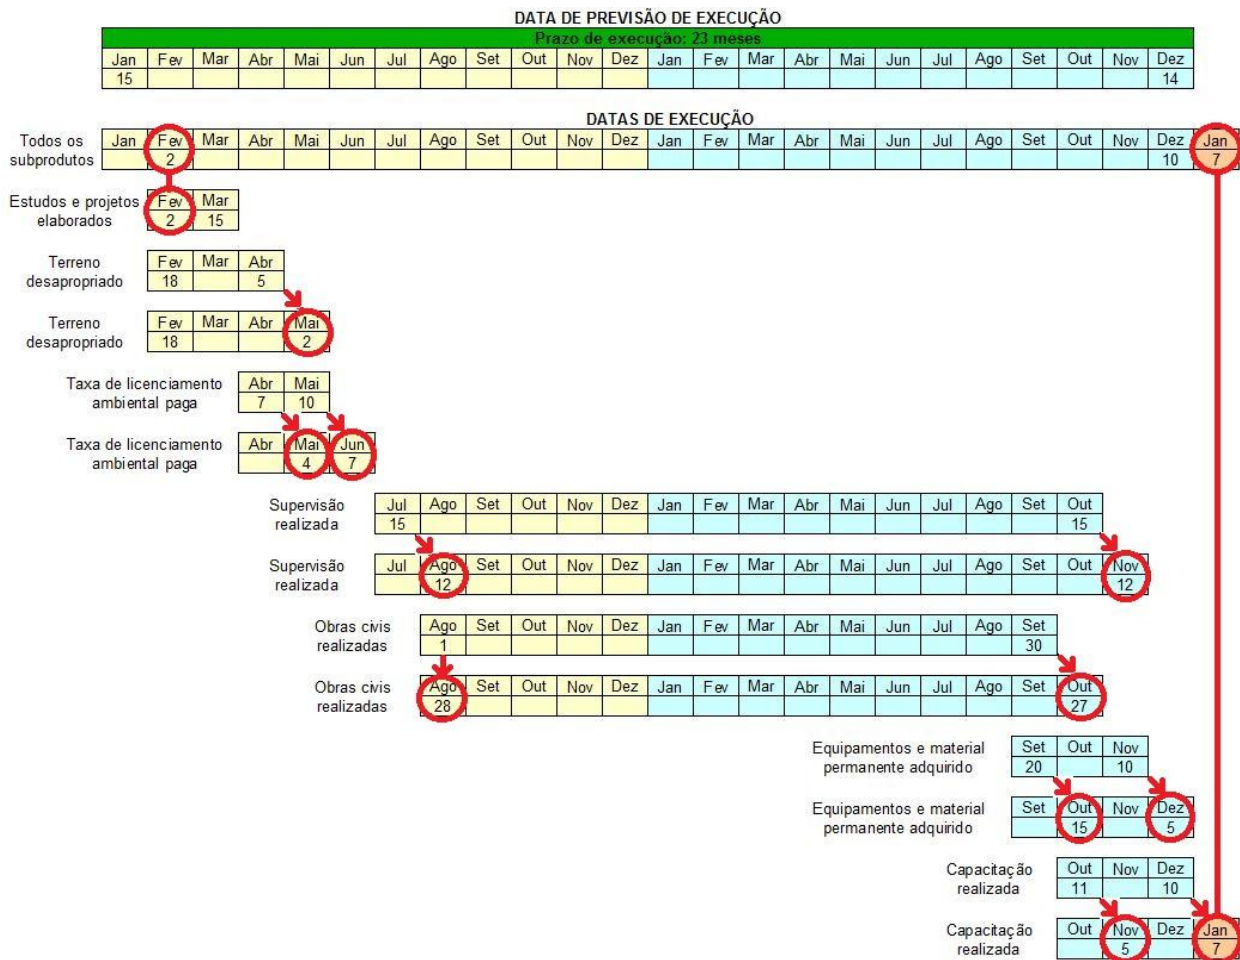 DATA DE PREVISÃO DE EXECUÇÃO
Prazo de execução: 23 meses
Jan Fev Mar Abr Mai Jun Jul Ago Set Out Nov Dez Jan Fev Mar Abr Mai Jun Jul Ago Set Out Nov Dez
15 14
DATAS DE EXECUÇÃO
Todos os subprodutos
Jan Fev Mar Abr Mai Jun Jul Ago Set Out Nov Dez Jan Fev Mar Abr Mai Jun Jul Ago Set Out Nov Dez Jan
2 10 7
Estudos e projetos elaborados
Fev Mar
2 15
Terreno desapropriado
Fev Mar Abr
18 5
Terreno desapropriado
Fev Mar Abr Mai
18 2
Taxa de licenciamento ambiental paga
Abr Mai
7 10
Taxa de licenciamento ambiental paga
Abr Mai Jun
4 7
Supervisão realizada
Jul Ago Set Out Nov Dez Jan Fev Mar Abr Mai Jun Jul Ago Set Out
15 15
Supervisão realizada
Jul Ago Set Out Nov Dez Jan Fev Mar Abr Mai Jun Jul Ago Set Out Nov
12 12
Obras civis realizadas
Ago Set Out Nov Dez Jan Fev Mar Abr Mai Jun Jul Ago Set
1 30
Obras civis realizadas
Ago Set Out Nov Dez Jan Fev Mar Abr Mai Jun Jul Ago Set Out
28 27
Equipamentos e material permanente adquirido
Set Out Nov
20 10
Equipamentos e material permanente adquirido
Set Out Nov Dez
15 5
Capacitação realizada
Out Nov Dez
11 10
Capacitação realizada
Out Nov Dez Jan
5 7